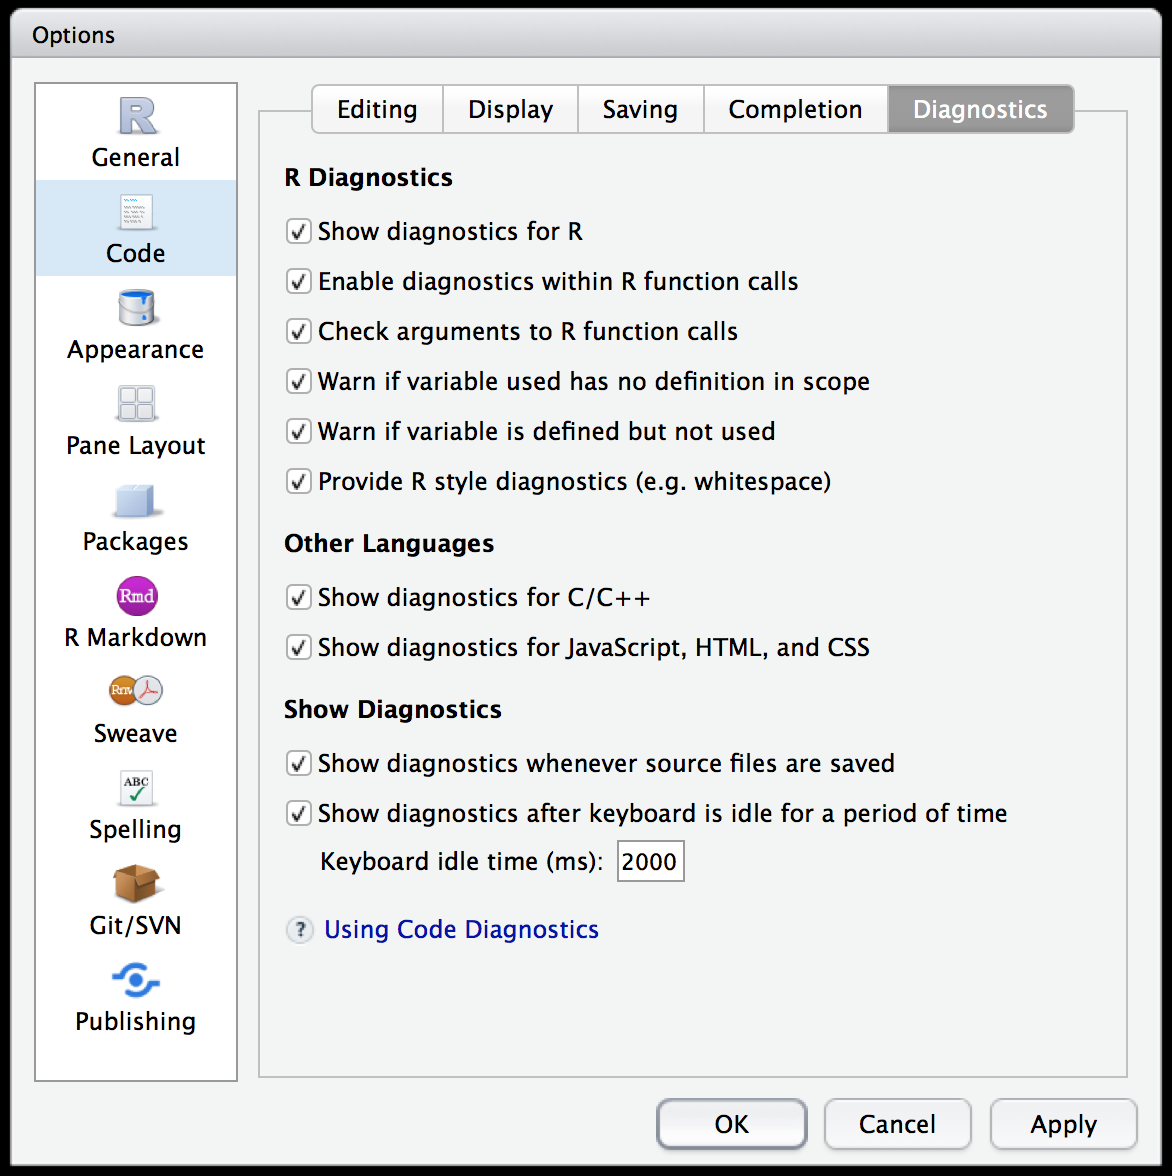 Options
General
Code
Appearance
Pane Layout
Packages
Rmd
R Markdown
Rnw
Sweave
ABC
Spelling
Git/SVN
Publishing
Editing Display Saving Completion Diagnostics
R Diagnostics
Show diagnostics for R
Enable diagnostics within R function calls
Check arguments to R function calls
Warn if variable used has no definition in scope
Warn if variable is defined but not used
Provide R style diagnostics (e.g. whitespace)
Other Languages
Show diagnostics for C/C++
Show diagnostics for JavaScript, HTML, and CSS
Show Diagnostics
Show diagnostics whenever source files are saved
Show diagnostics after keyboard is idle for a period of time
Keyboard idle time (ms): 2000
? Using Code Diagnostics
OK Cancel Apply